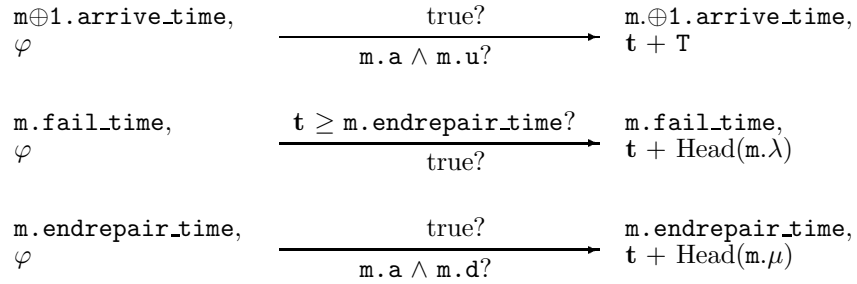 m⊕1.arrive_time, true? m.⊕1.arrive_time,
φ m.a ∧ m.u? t + T
m.fail_time, t ≥ m.endrepair_time? m.fail_time,
φ true? t + Head(m.λ)
m.endrepair_time, true? m.endrepair_time,
φ m.a ∧ m.d? t + Head(m.μ)